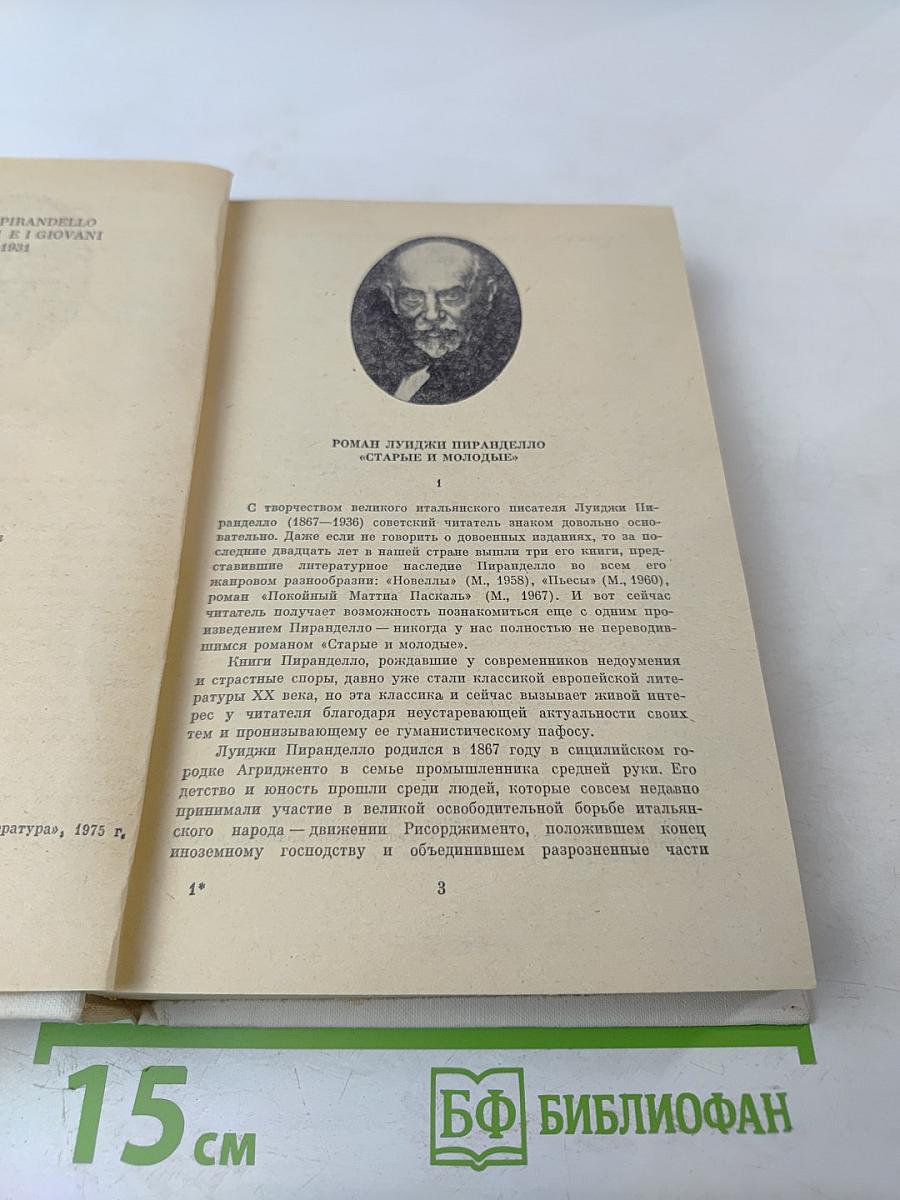 PIRANDELLO
E I GIOVANI
1931
1975 г.
РОМАН ЛУИДЖИ ПИРАНДЕЛЛО
«СТАРЫЕ И МОЛОДЫЕ»
1
С творчеством великого итальянского писателя Луиджи Пи-
ранделло (1867—1936) советский читатель знаком довольно осно-
вательно. Даже если не говорить о довоенных изданиях, то за по-
следние двадцать лет в нашей стране вышли три его книги, пред-
ставившие литературное наследие Пиранделло во всем его
жанровом разнообразии: «Новеллы» (М., 1958), «Пьесы» (М., 1960),
роман «Покойный Маттиа Паскаль» (М., 1967). И вот сейчас
читатель получает возможность познакомиться еще с одним про-
изведением Пиранделло — никогда у нас полностью не переводив-
шимся романом «Старые и молодые».
Книги Пиранделло, рождавшие у современников недоумения
и страстные споры, давно уже стали классикой европейской лите-
ратуры XX века, но эта классика и сейчас вызывает живой инте-
рес у читателя благодаря неустаревающей актуальности своих
тем и пронизывающему ее гуманистическому пафосу.
Луиджи Пиранделло родился в 1867 году в сицилийском го-
родке Агридженто в семье промышленника средней руки. Его
детство и юность прошли среди людей, которые совсем недавно
принимали участие в великой освободительной борьбе итальян-
ского народа — движении Рисорджименто, положившем конец
иноземному господству и объединившем разрозненные части
1*
3
15 см
БФ БИБЛИОФАН